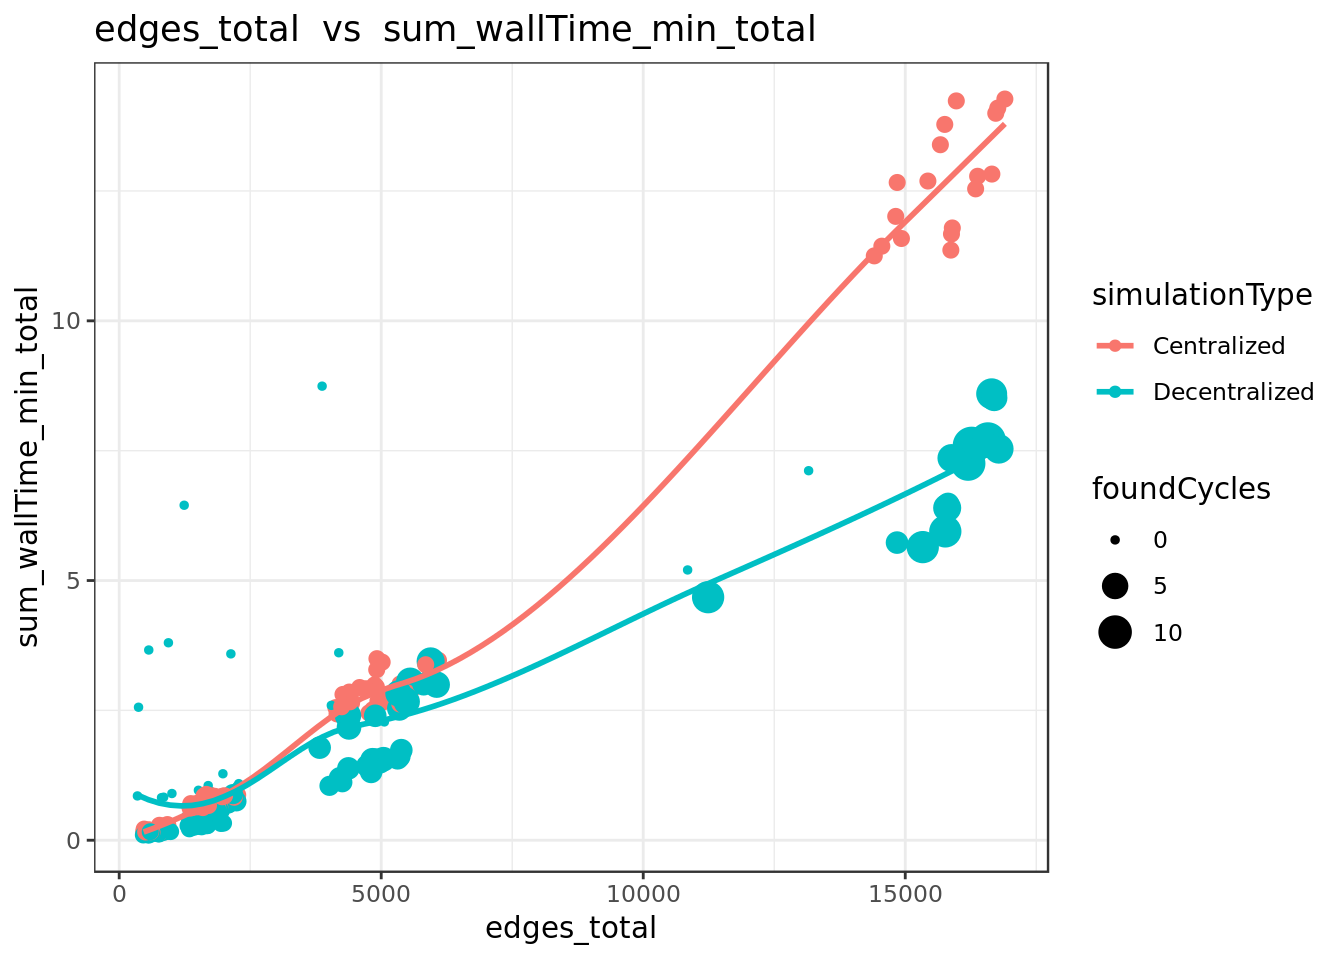 edges_total vs sum_wallTime_min_total
sum_wallTime_min_total
10
5
0
0
5000
10000
15000
edges_total
simulationType
Centralized
Decentralized
foundCycles
0
5
10